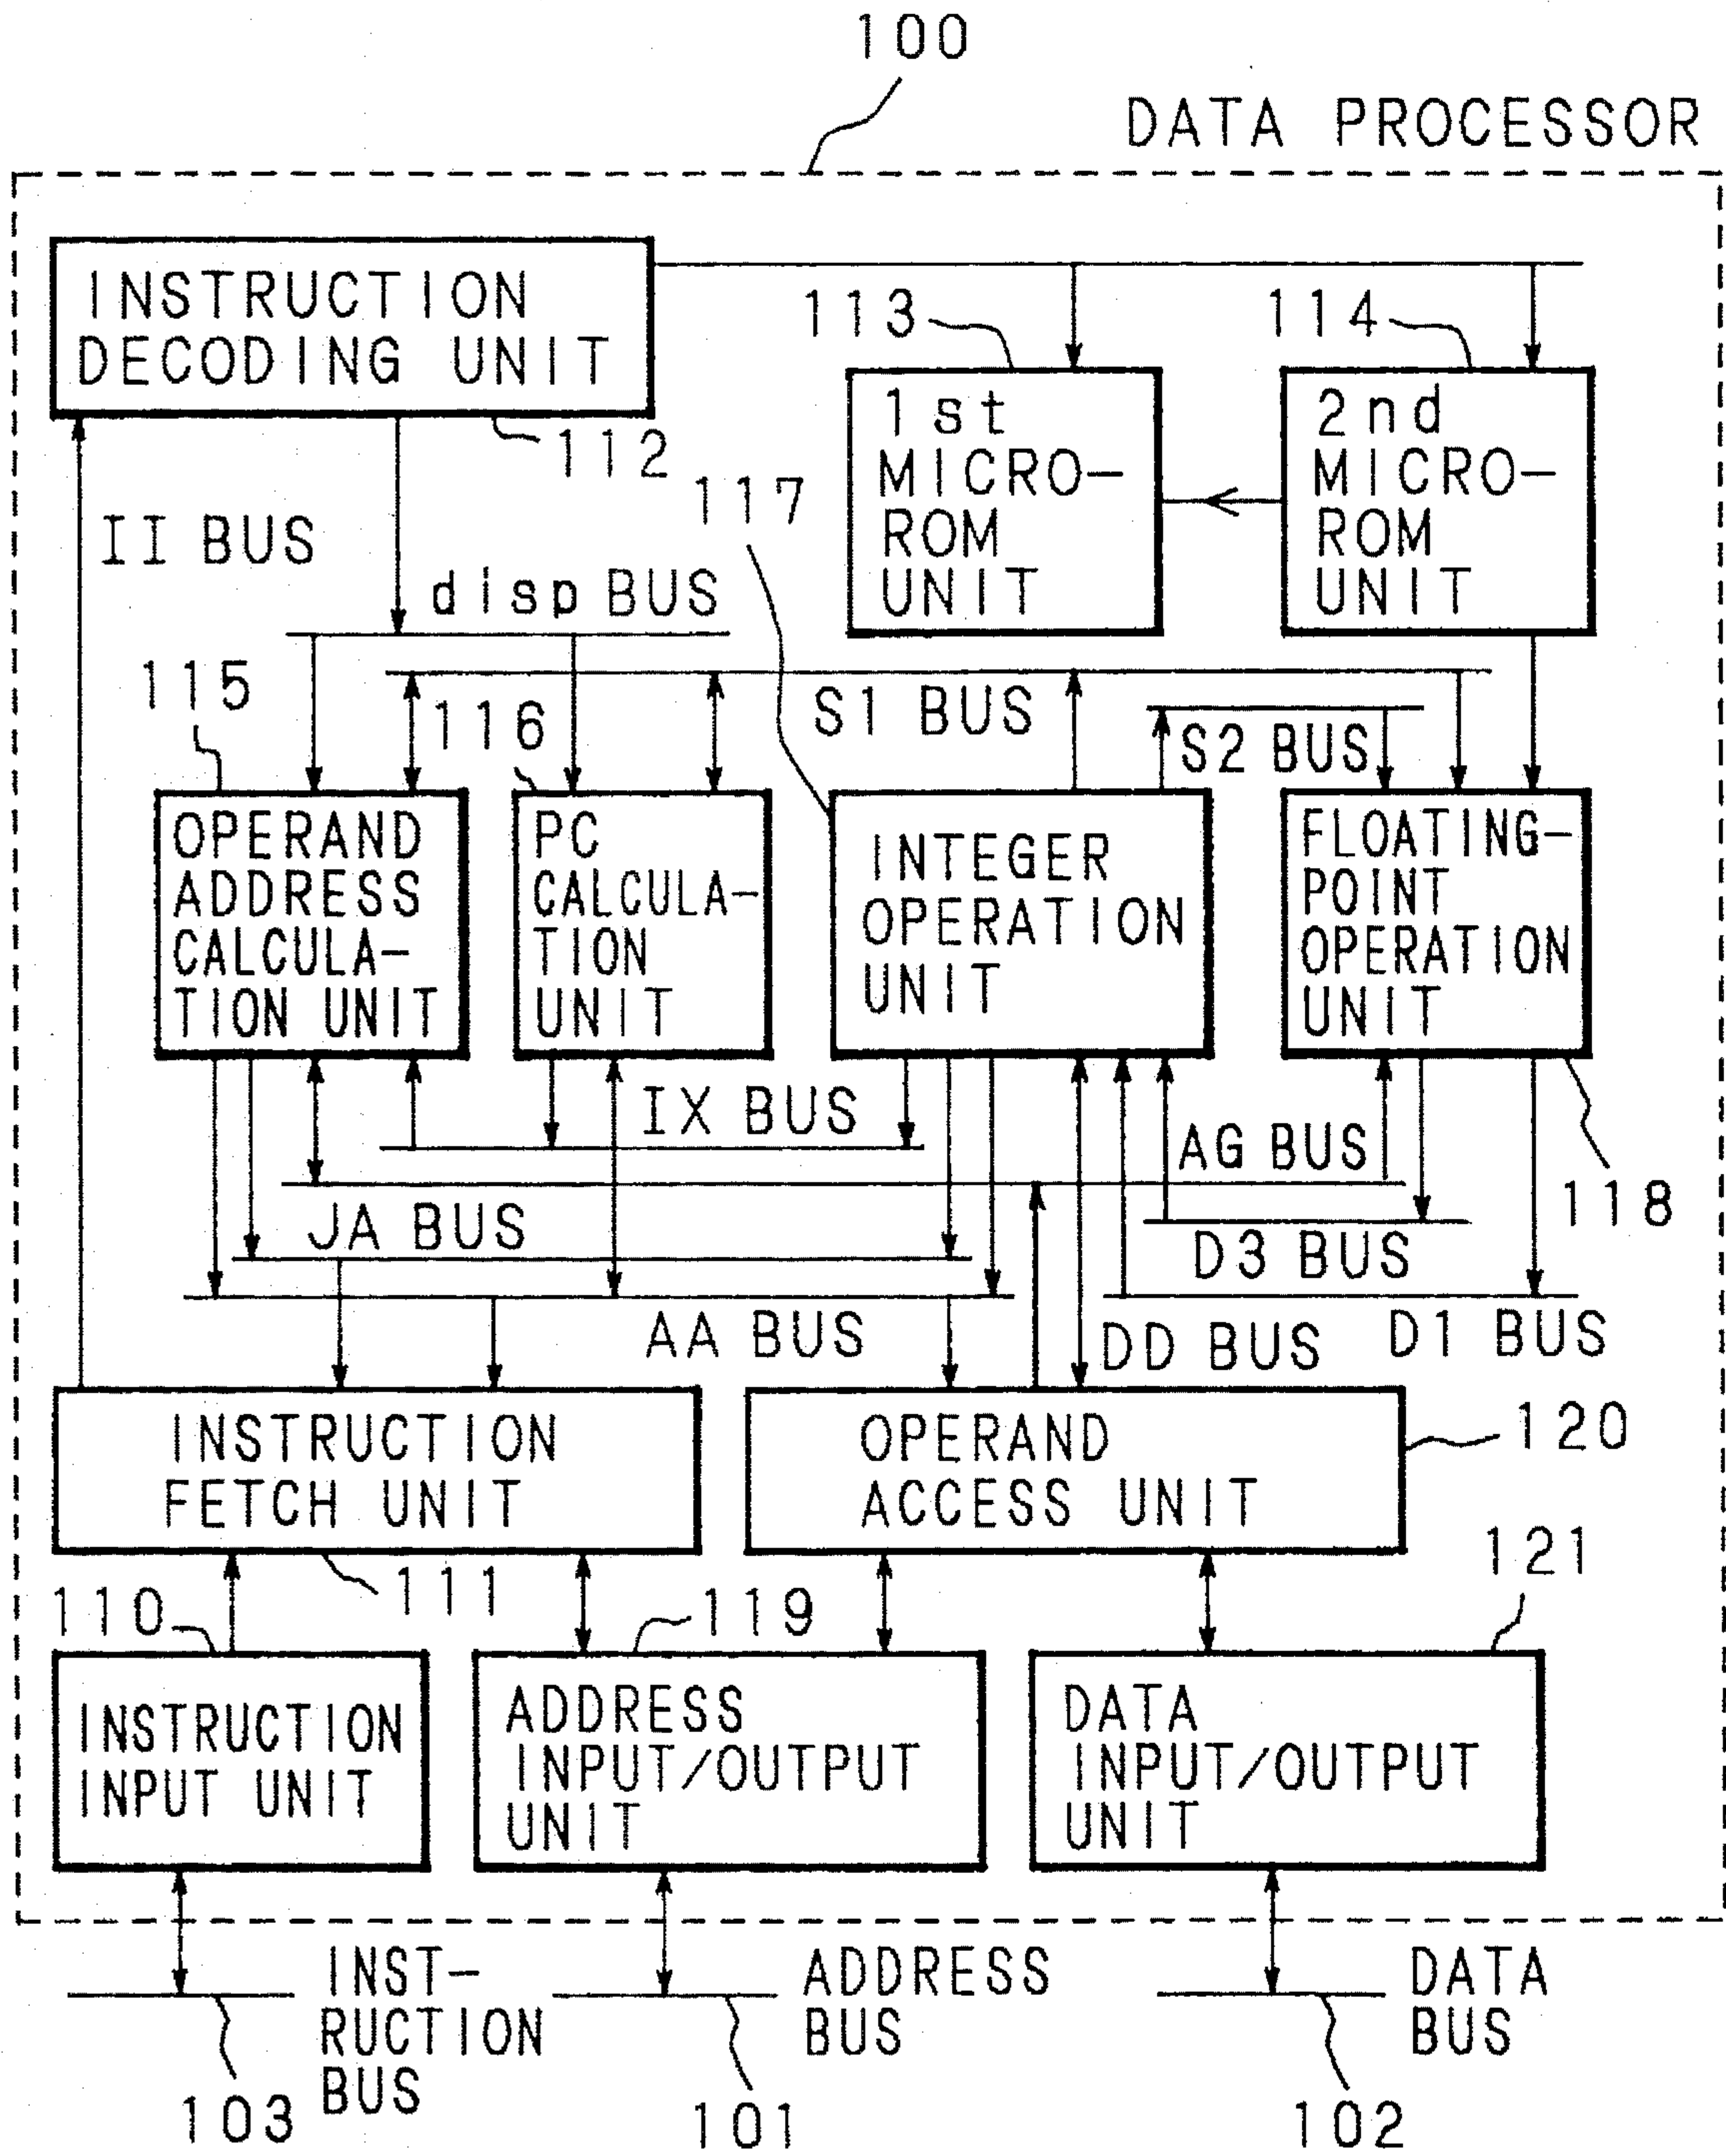 100
DATA PROCESSOR
INSTRUCTION
DECODING UNIT
112
113
114
1st
MICRO-
ROM
UNIT
2nd
MICRO-
ROM
UNIT
117
II BUS
disp BUS
115
116
S1 BUS
S2 BUS
OPERAND
ADDRESS
CALCULA-
TION UNIT
PC
CALCULA-
TION
UNIT
INTEGER
OPERATION
UNIT
FLOATING-
POINT
OPERATION
UNIT
IX BUS
AG BUS
118
JA BUS
D3 BUS
AA BUS
DD BUS
D1 BUS
INSTRUCTION
FETCH UNIT
OPERAND
ACCESS UNIT
120
110
111
119
121
INSTRUCTION
INPUT UNIT
ADDRESS
INPUT/OUTPUT
UNIT
DATA
INPUT/OUTPUT
UNIT
INST-
RUCTION
BUS
103
ADDRESS
BUS
101
DATA
BUS
102